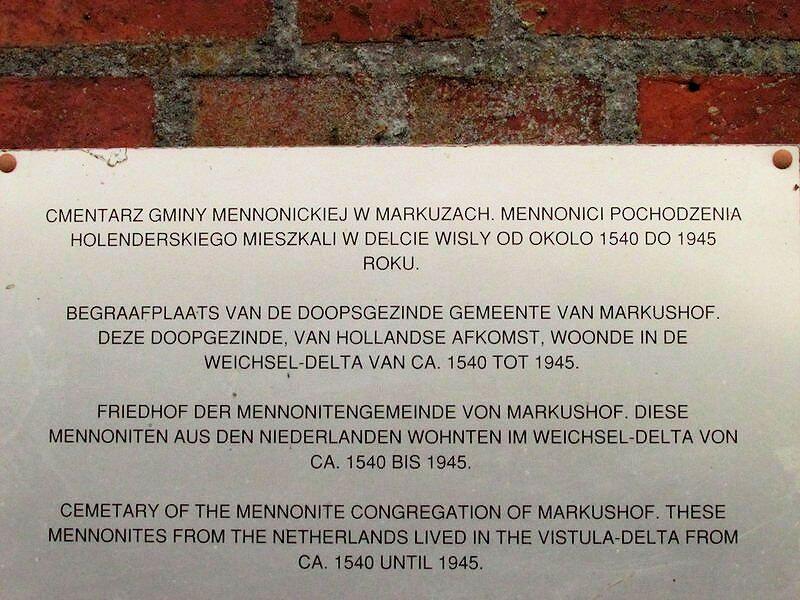 CMENTARZ GMINY MENNONICKIEJ W MARKUZACH. MENNONICI POCHODZENIA
HOLENDERSKIEGO MIESZKALI W DELCIE WISLY OD OKOLO 1540 DO 1945
ROKU.
BEGRAAFPLAATS VAN DE DOOPSGEZINDE GEMEENTE VAN MARKUSHOF.
DEZE DOOPGEZINDE, VAN HOLLANDSE AFKOMST, WOONDE IN DE
WEICHSEL-DELTA VAN CA. 1540 TOT 1945.
FRIEDHOF DER MENNONITENGEMEINDE VON MARKUSHOF. DIESE
MENNONITEN AUS DEN NIEDERLANDEN WOHNTEN IM WEICHSEL-DELTA VON
CA. 1540 BIS 1945.
CEMETARY OF THE MENNONITE CONGREGATION OF MARKUSHOF. THESE
MENNONITES FROM THE NETHERLANDS LIVED IN THE VISTULA-DELTA FROM
CA. 1540 UNTIL 1945.